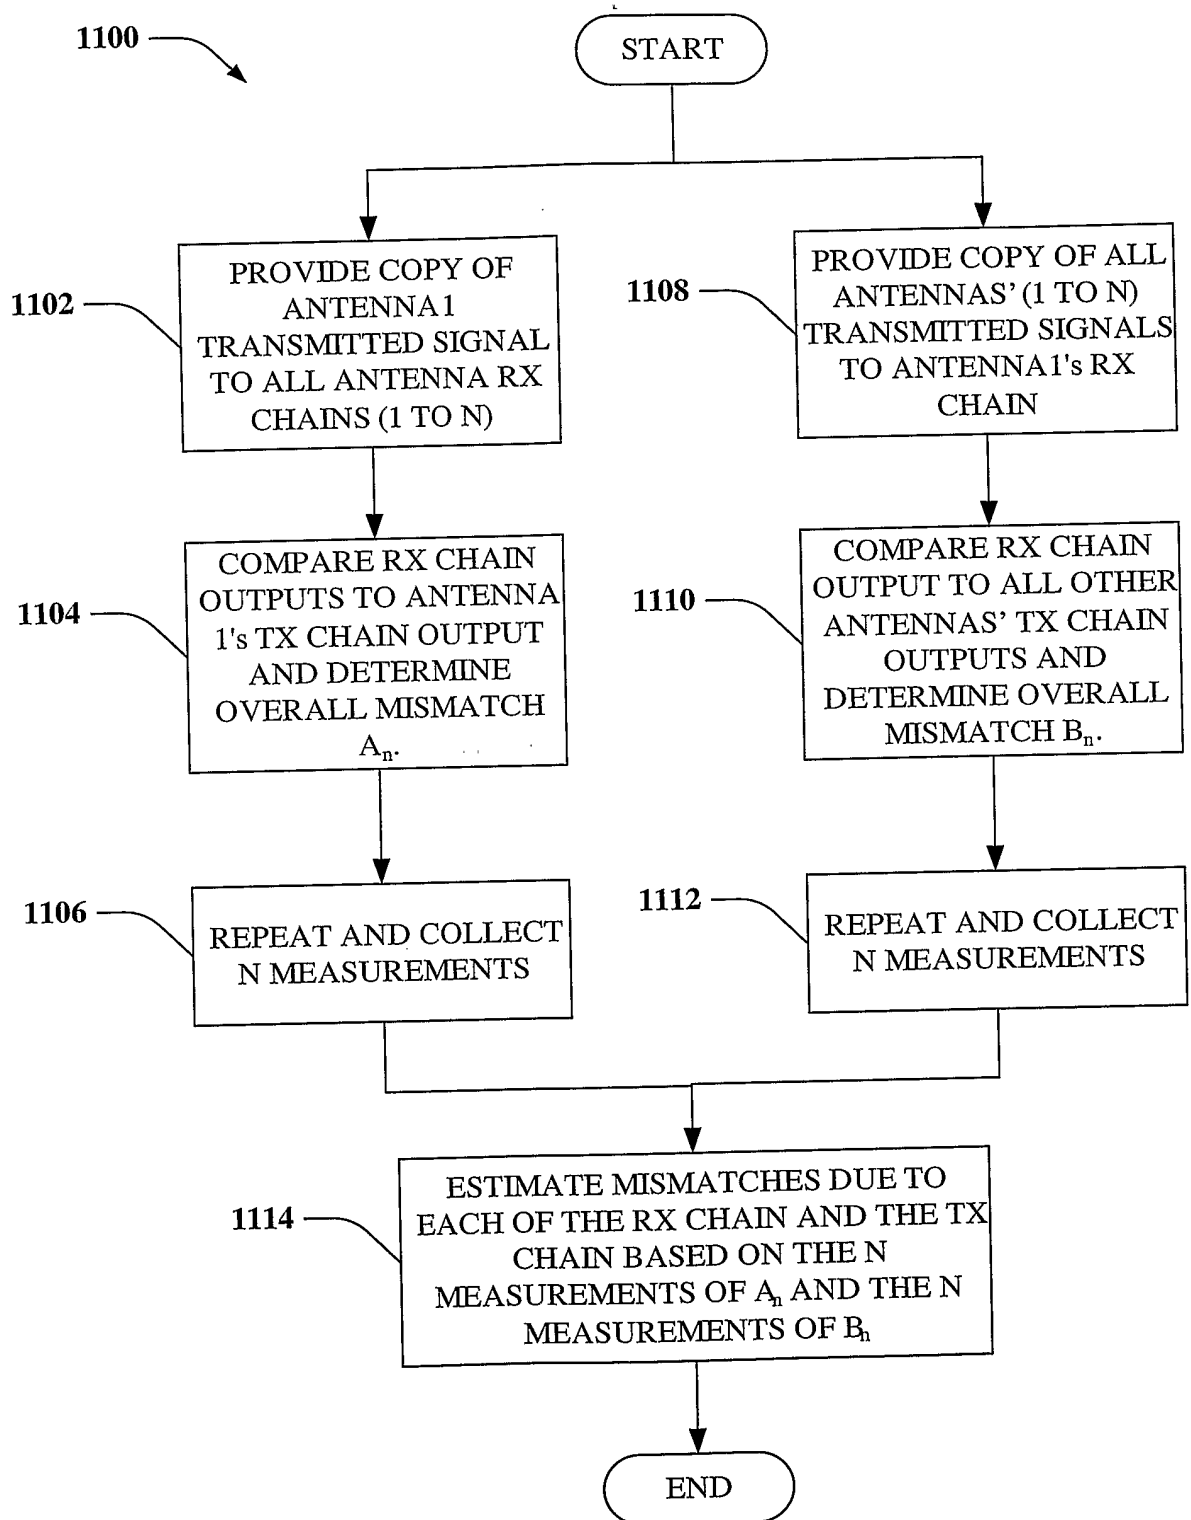 1100
START
1102
PROVIDE COPY OF
ANTENNA 1
TRANSMITTED SIGNAL
TO ALL ANTENNA RX
CHAINS (1 TO N)
1108
PROVIDE COPY OF ALL
ANTENNAS' (1 TO N)
TRANSMITTED SIGNALS
TO ANTENNA 1's RX
CHAIN
1104
COMPARE RX CHAIN
OUTPUTS TO ANTENNA
1's TX CHAIN OUTPUT
AND DETERMINE
OVERALL MISMATCH
An.
1110
COMPARE RX CHAIN
OUTPUT TO ALL OTHER
ANTENNAS' TX CHAIN
OUTPUTS AND
DETERMINE OVERALL
MISMATCH Bn.
1106
REPEAT AND COLLECT
N MEASUREMENTS
1112
REPEAT AND COLLECT
N MEASUREMENTS
1114
ESTIMATE MISMATCHES DUE TO
EACH OF THE RX CHAIN AND THE TX
CHAIN BASED ON THE N
MEASUREMENTS OF An AND THE N
MEASUREMENTS OF Bn
END